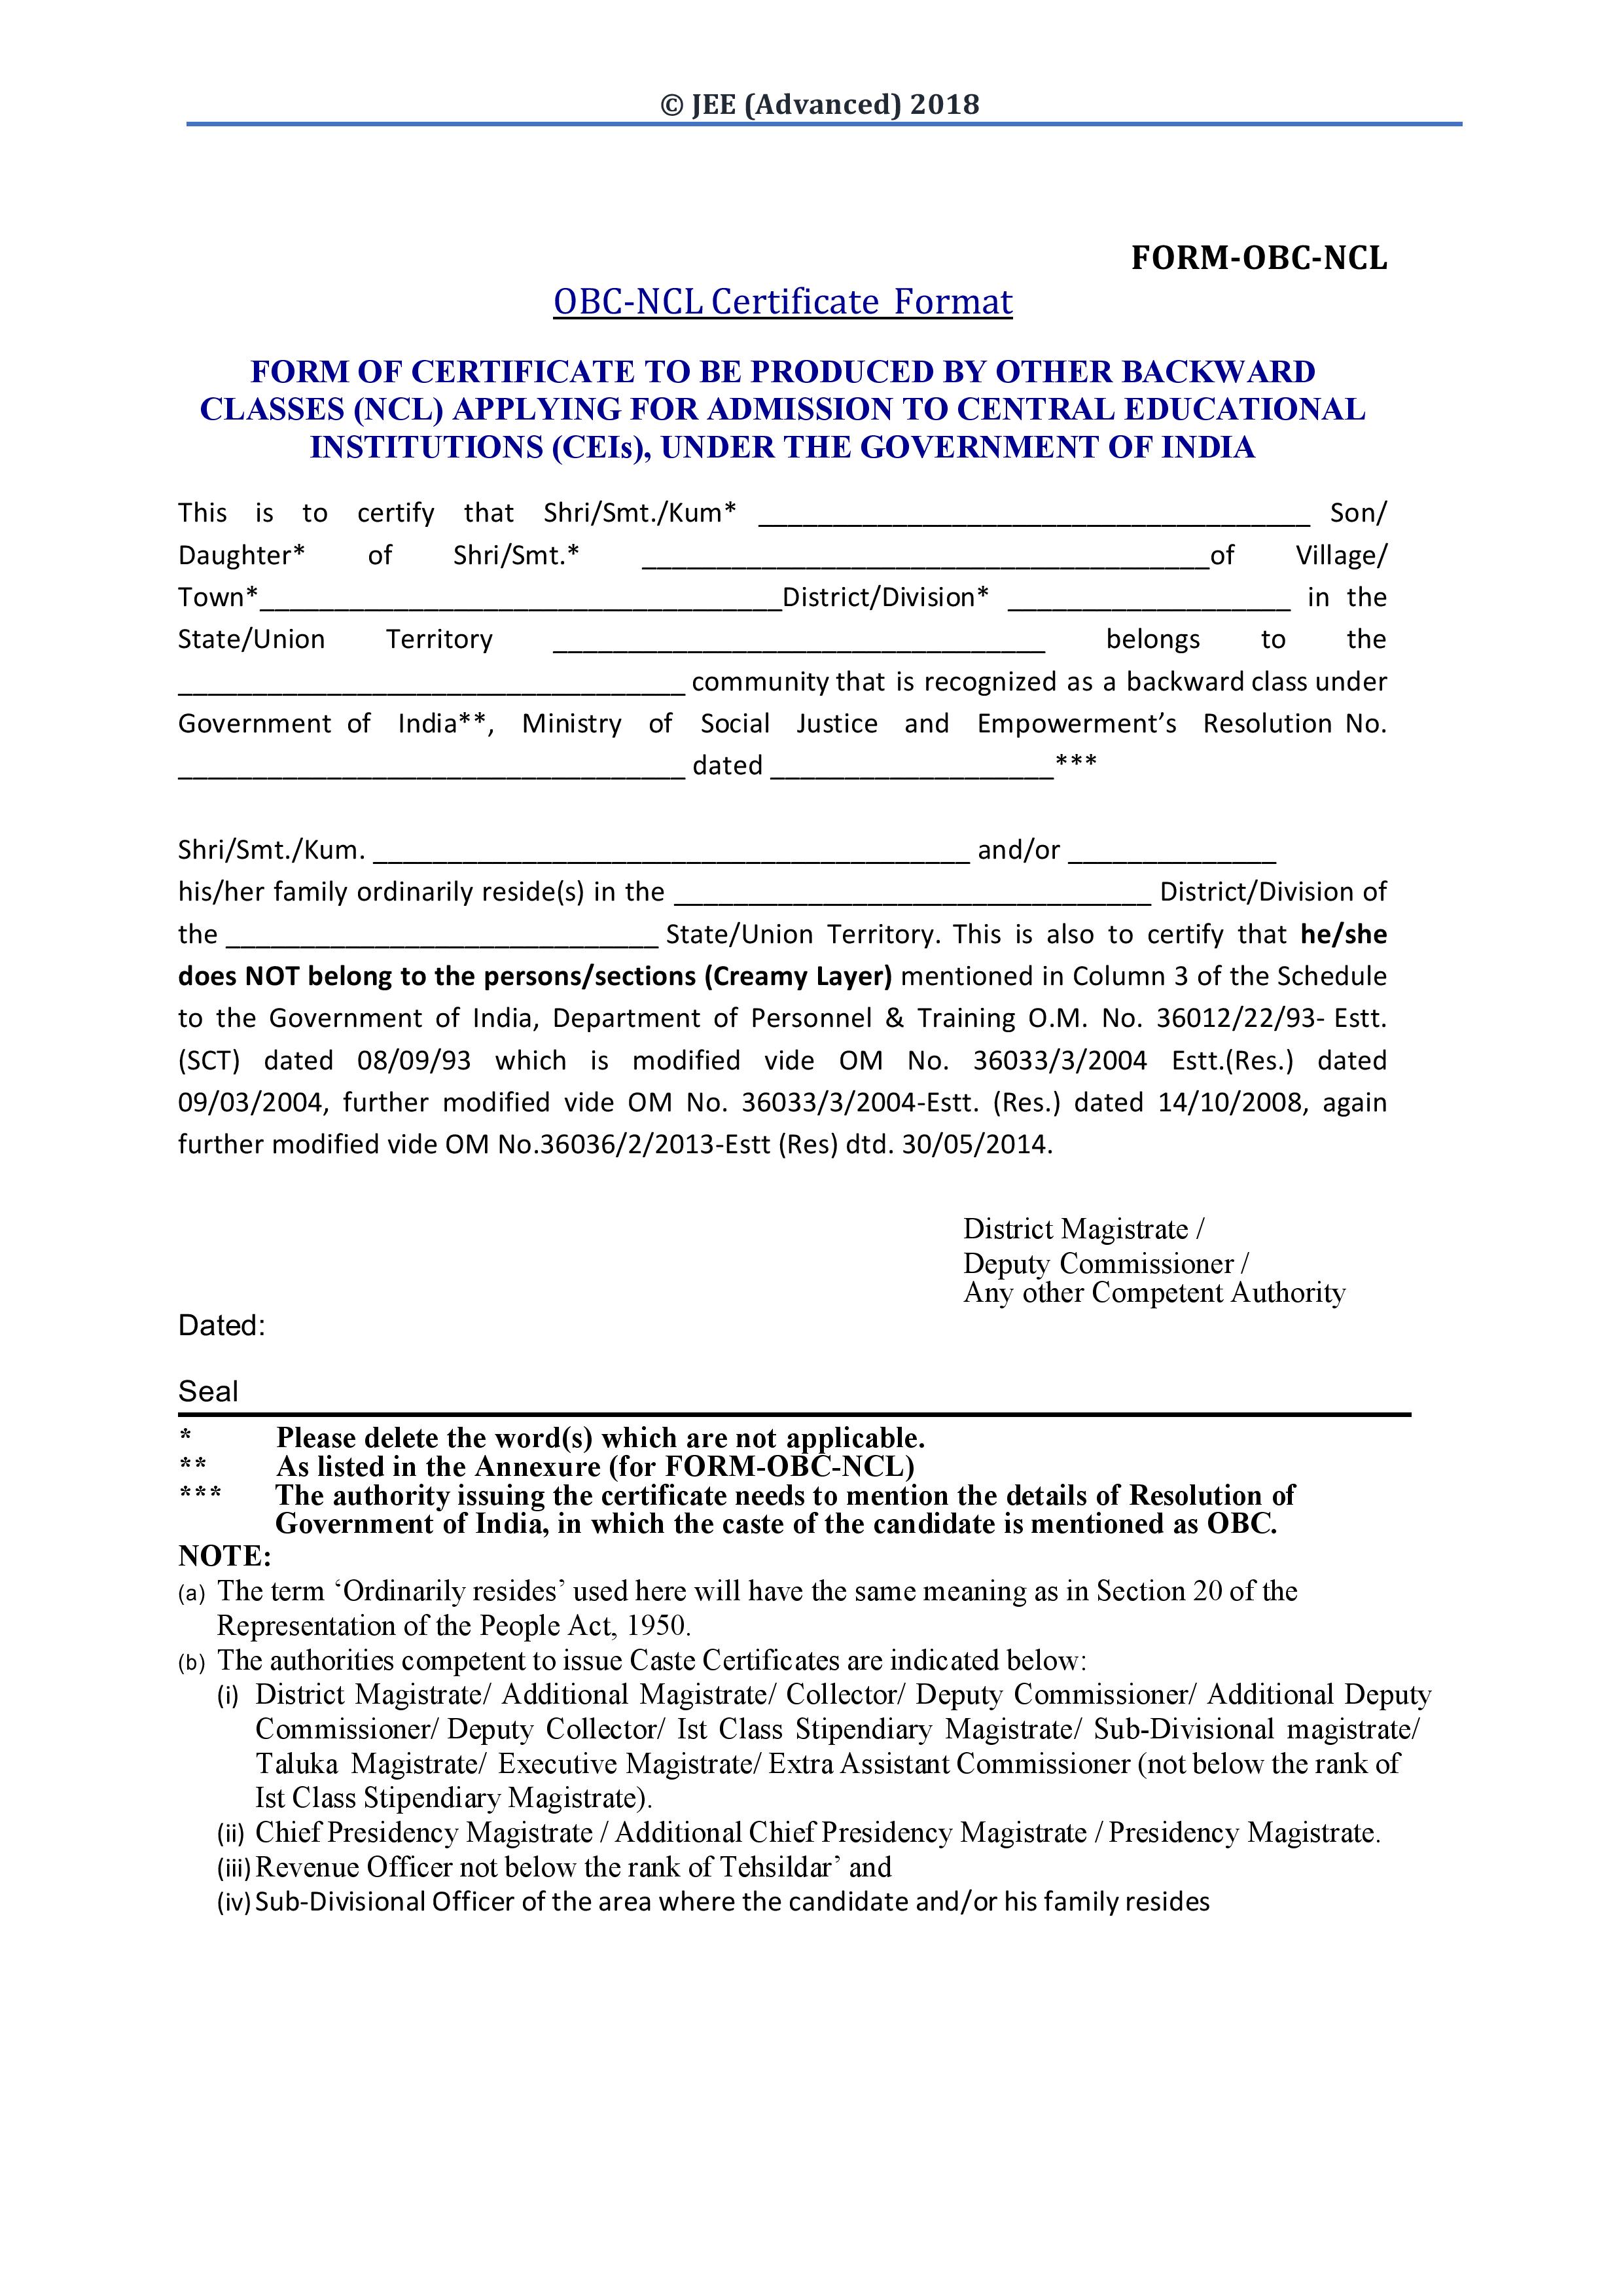 © JEE (Advanced) 2018
FORM-OBC-NCL
OBC-NCL Certificate Format
FORM OF CERTIFICATE TO BE PRODUCED BY OTHER BACKWARD
CLASSES (NCL) APPLYING FOR ADMISSION TO CENTRAL EDUCATIONAL
INSTITUTIONS (CEIs), UNDER THE GOVERNMENT OF INDIA
This is to certify that Shri/Smt./Kum* _____________________________________ Son/
Daughter* of Shri/Smt.* ______________________________________of Village/
Town*___________________________________District/Division* ___________________ in the
State/Union Territory _________________________________ belongs to the
__________________________________ community that is recognized as a backward class under
Government of India**, Ministry of Social Justice and Empowerment’s Resolution No.
__________________________________ dated ___________________***
Shri/Smt./Kum. ________________________________________ and/or ______________
his/her family ordinarily reside(s) in the ________________________________ District/Division of
the _____________________________ State/Union Territory. This is also to certify that he/she
does NOT belong to the persons/sections (Creamy Layer) mentioned in Column 3 of the Schedule
to the Government of India, Department of Personnel & Training O.M. No. 36012/22/93- Estt.
(SCT) dated 08/09/93 which is modified vide OM No. 36033/3/2004 Estt.(Res.) dated
09/03/2004, further modified vide OM No. 36033/3/2004-Estt. (Res.) dated 14/10/2008, again
further modified vide OM No.36036/2/2013-Estt (Res) dtd. 30/05/2014.
District Magistrate /
Deputy Commissioner /
Any other Competent Authority
Dated:
Seal
* Please delete the word(s) which are not applicable.
** As listed in the Annexure (for FORM-OBC-NCL)
*** The authority issuing the certificate needs to mention the details of Resolution of
Government of India, in which the caste of the candidate is mentioned as OBC.
NOTE:
(a) The term ‘Ordinarily resides’ used here will have the same meaning as in Section 20 of the
Representation of the People Act, 1950.
(b) The authorities competent to issue Caste Certificates are indicated below:
(i) District Magistrate/ Additional Magistrate/ Collector/ Deputy Commissioner/ Additional Deputy
Commissioner/ Deputy Collector/ Ist Class Stipendiary Magistrate/ Sub-Divisional magistrate/
Taluka Magistrate/ Executive Magistrate/ Extra Assistant Commissioner (not below the rank of
Ist Class Stipendiary Magistrate).
(ii) Chief Presidency Magistrate / Additional Chief Presidency Magistrate / Presidency Magistrate.
(iii) Revenue Officer not below the rank of Tehsildar’ and
(iv) Sub-Divisional Officer of the area where the candidate and/or his family resides